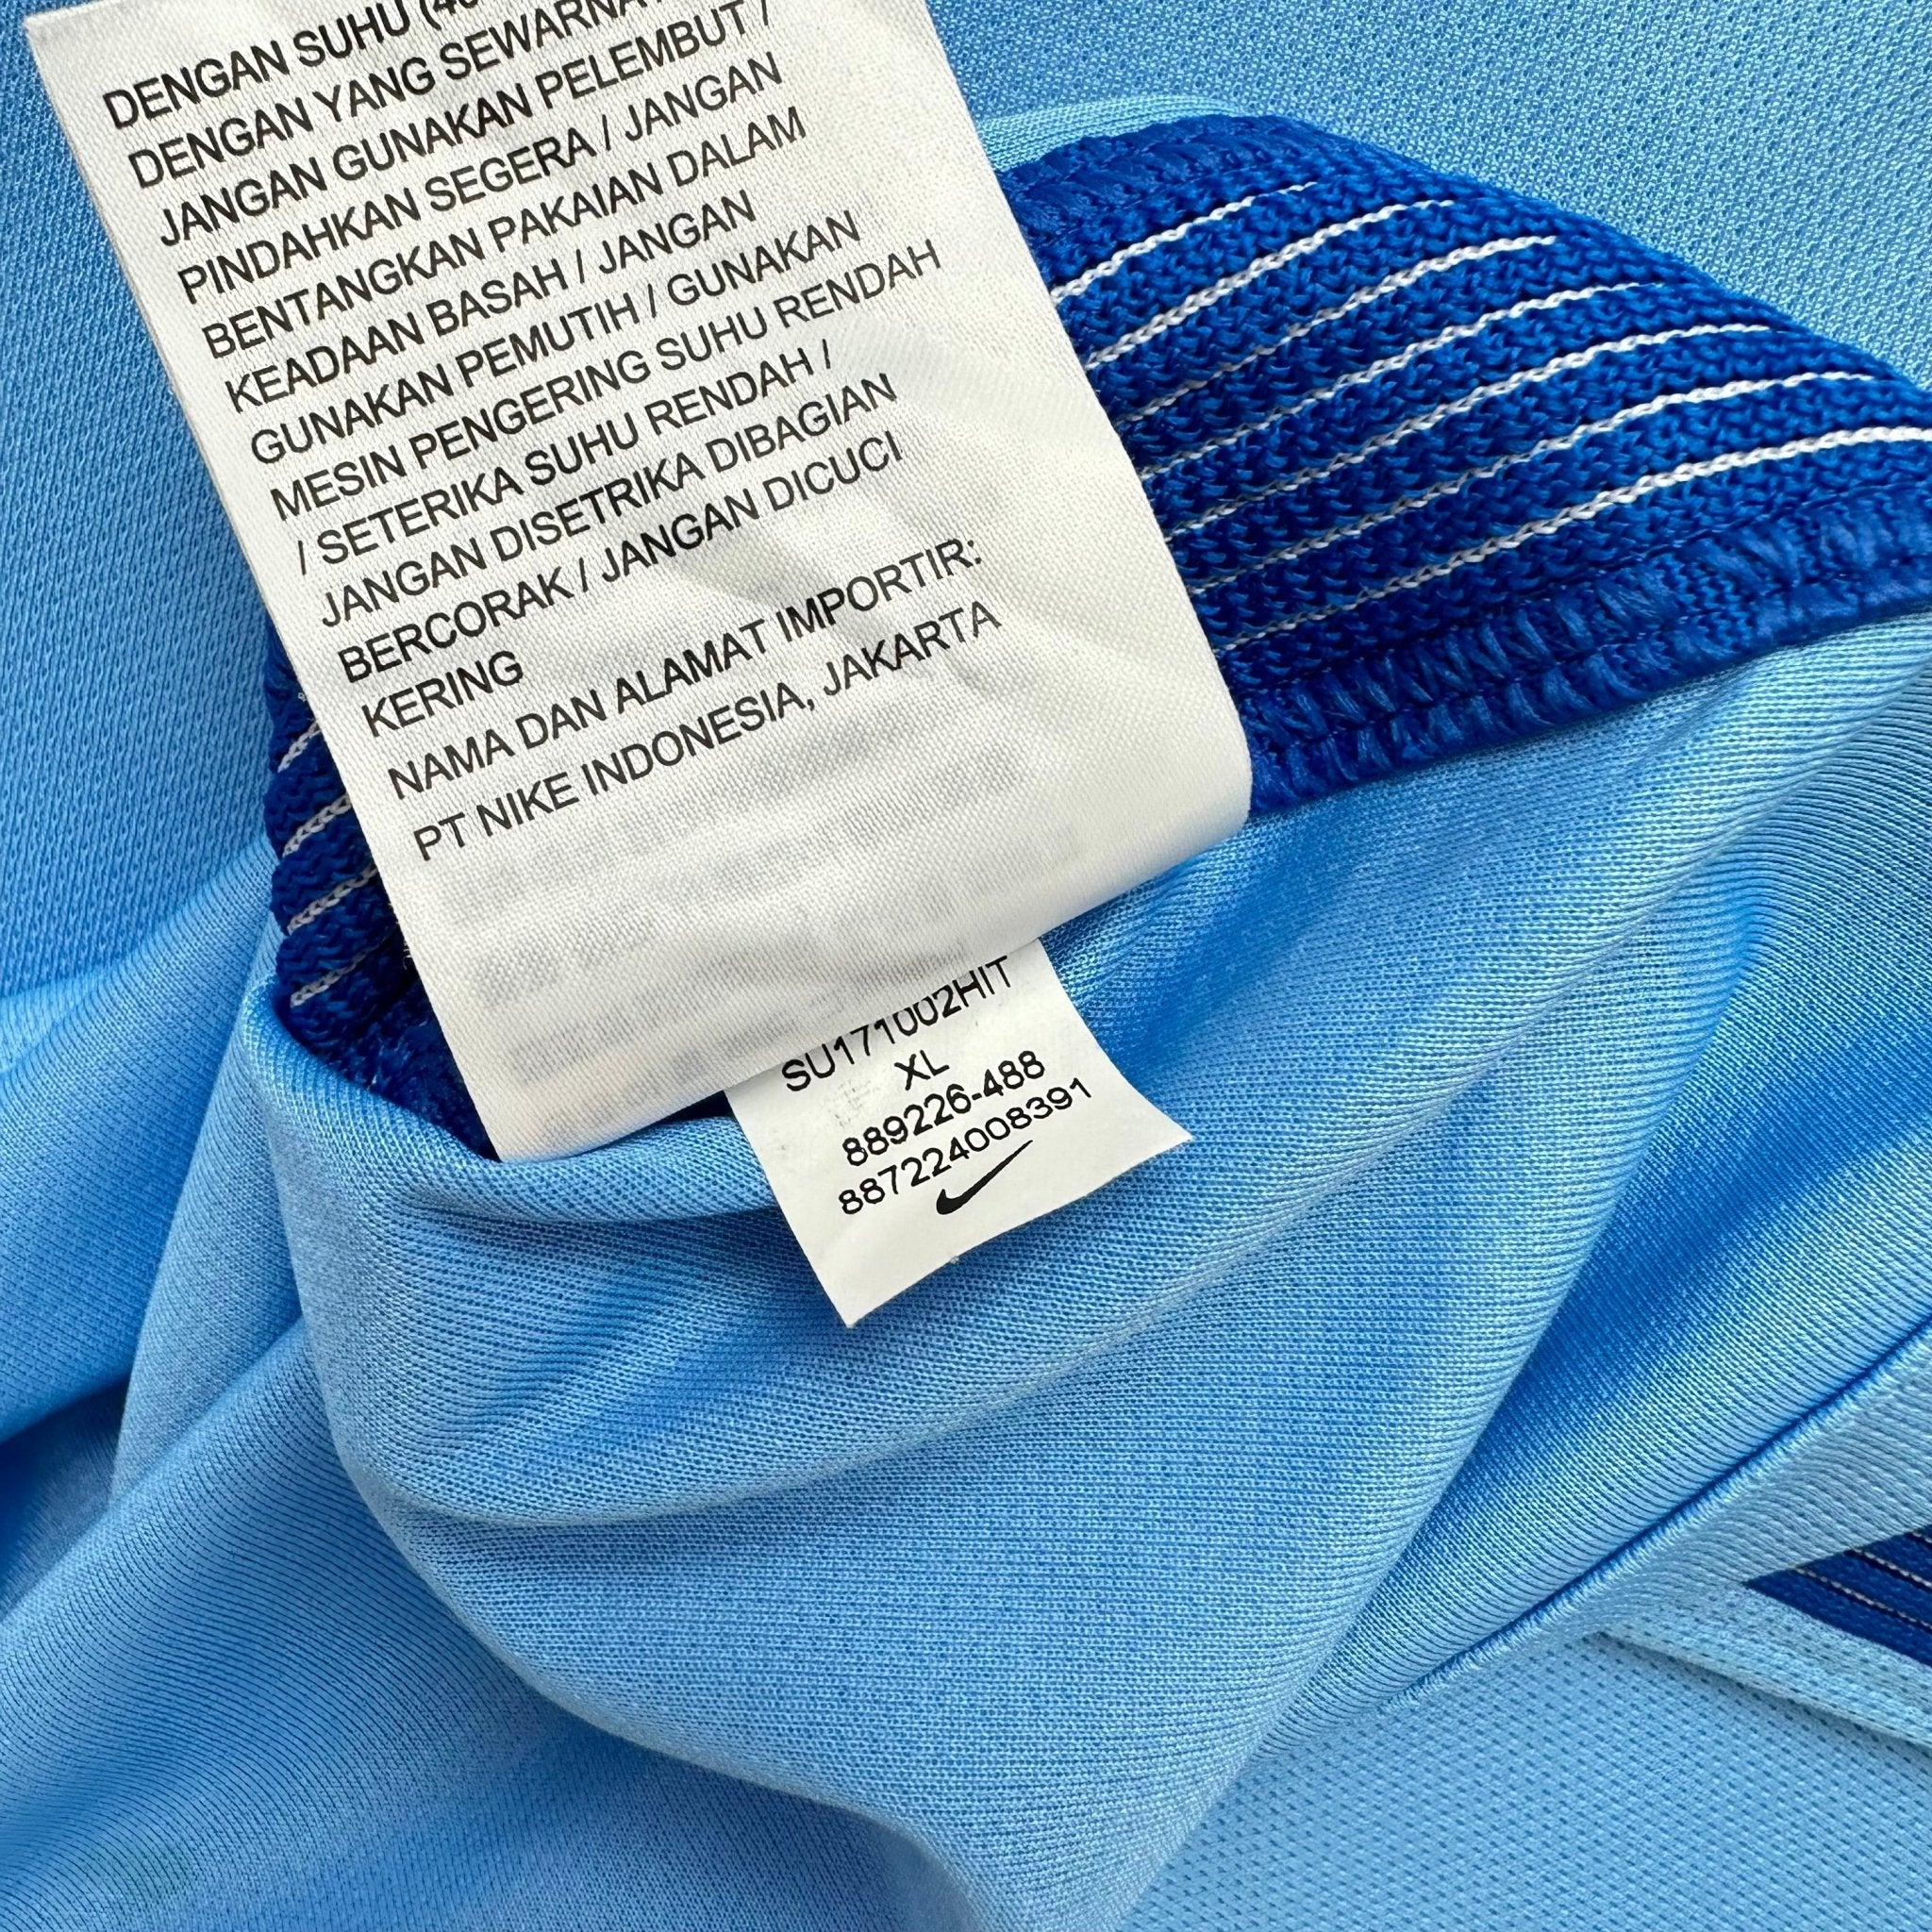 DENGAN SUHU (40
DENGAN YANG SEWARNA
JANGAN GUNAKAN PELEMBUT /
PINDAHKAN SEGERA / JANGAN
BENTANGKAN PAKAIAN DALAM
KEADAAN BASAH / JANGAN
GUNAKAN PEMUTIH / GUNAKAN
MESIN PENGERING SUHU RENDAH
/ SETERIKA SUHU RENDAH /
JANGAN DISETRIKA DIBAGIAN
BERCORAK / JANGAN DICUCI
KERING
NAMA DAN ALAMAT IMPORTIR:
PT NIKE INDONESIA, JAKARTA
SU171002HIT
XL
889226-488
887224008391